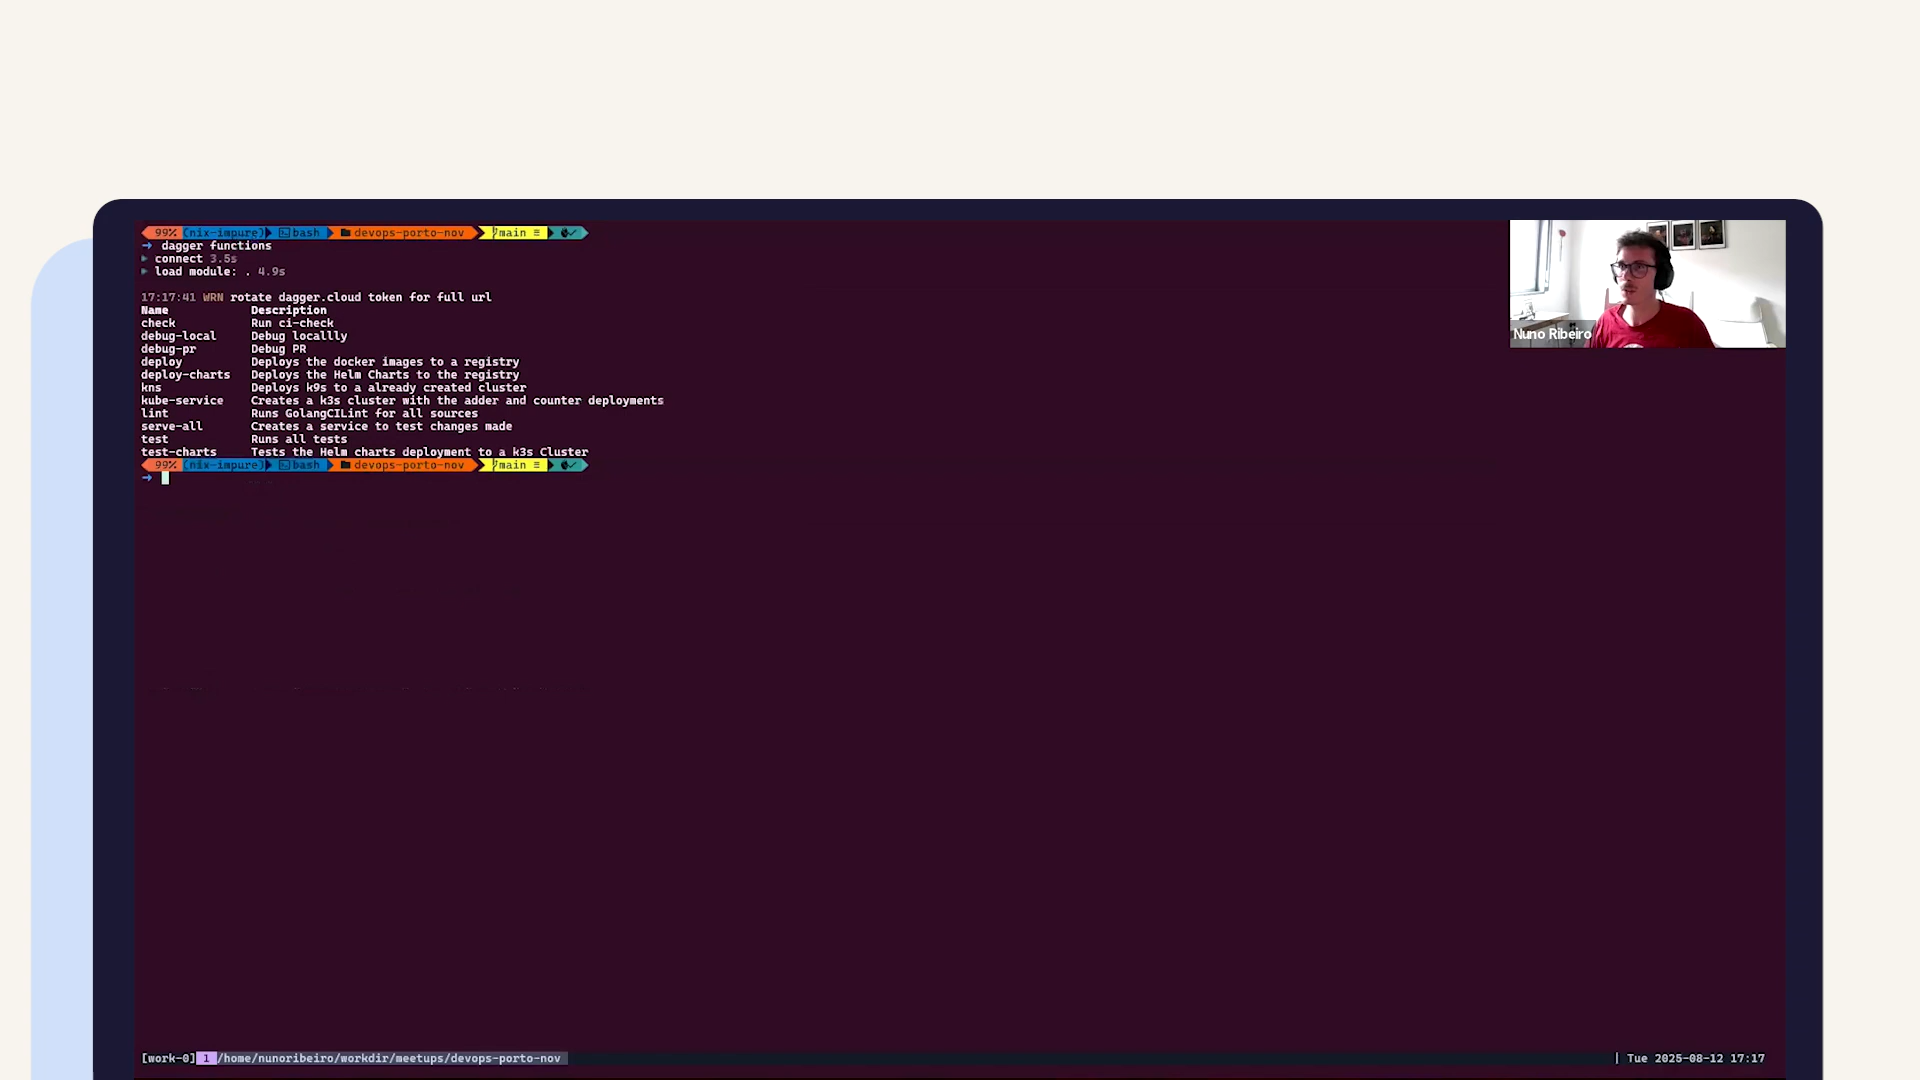 99% (nix-impure) bash devops-porto-nov main ≡
→ dagger functions
connect 3.5s
load module: . 4.9s
17:17:41 WRN rotate dagger.cloud token for full url
Name Description
check Run ci-check
debug-local Debug locallly
debug-pr Debug PR
deploy Deploys the docker images to a registry
deploy-charts Deploys the Helm Charts to the registry
kns Deploys k9s to a already created cluster
kube-service Creates a k3s cluster with the adder and counter deployments
lint Runs GolangCILint for all sources
serve-all Creates a service to test changes made
test Runs all tests
test-charts Tests the Helm charts deployment to a k3s Cluster
99% (nix-impure) bash devops-porto-nov main ≡
→
Nuno Ribeiro
[work-0] 1 /home/nunoribeiro/workdir/meetups/devops-porto-nov | Tue 2025-08-12 17:17